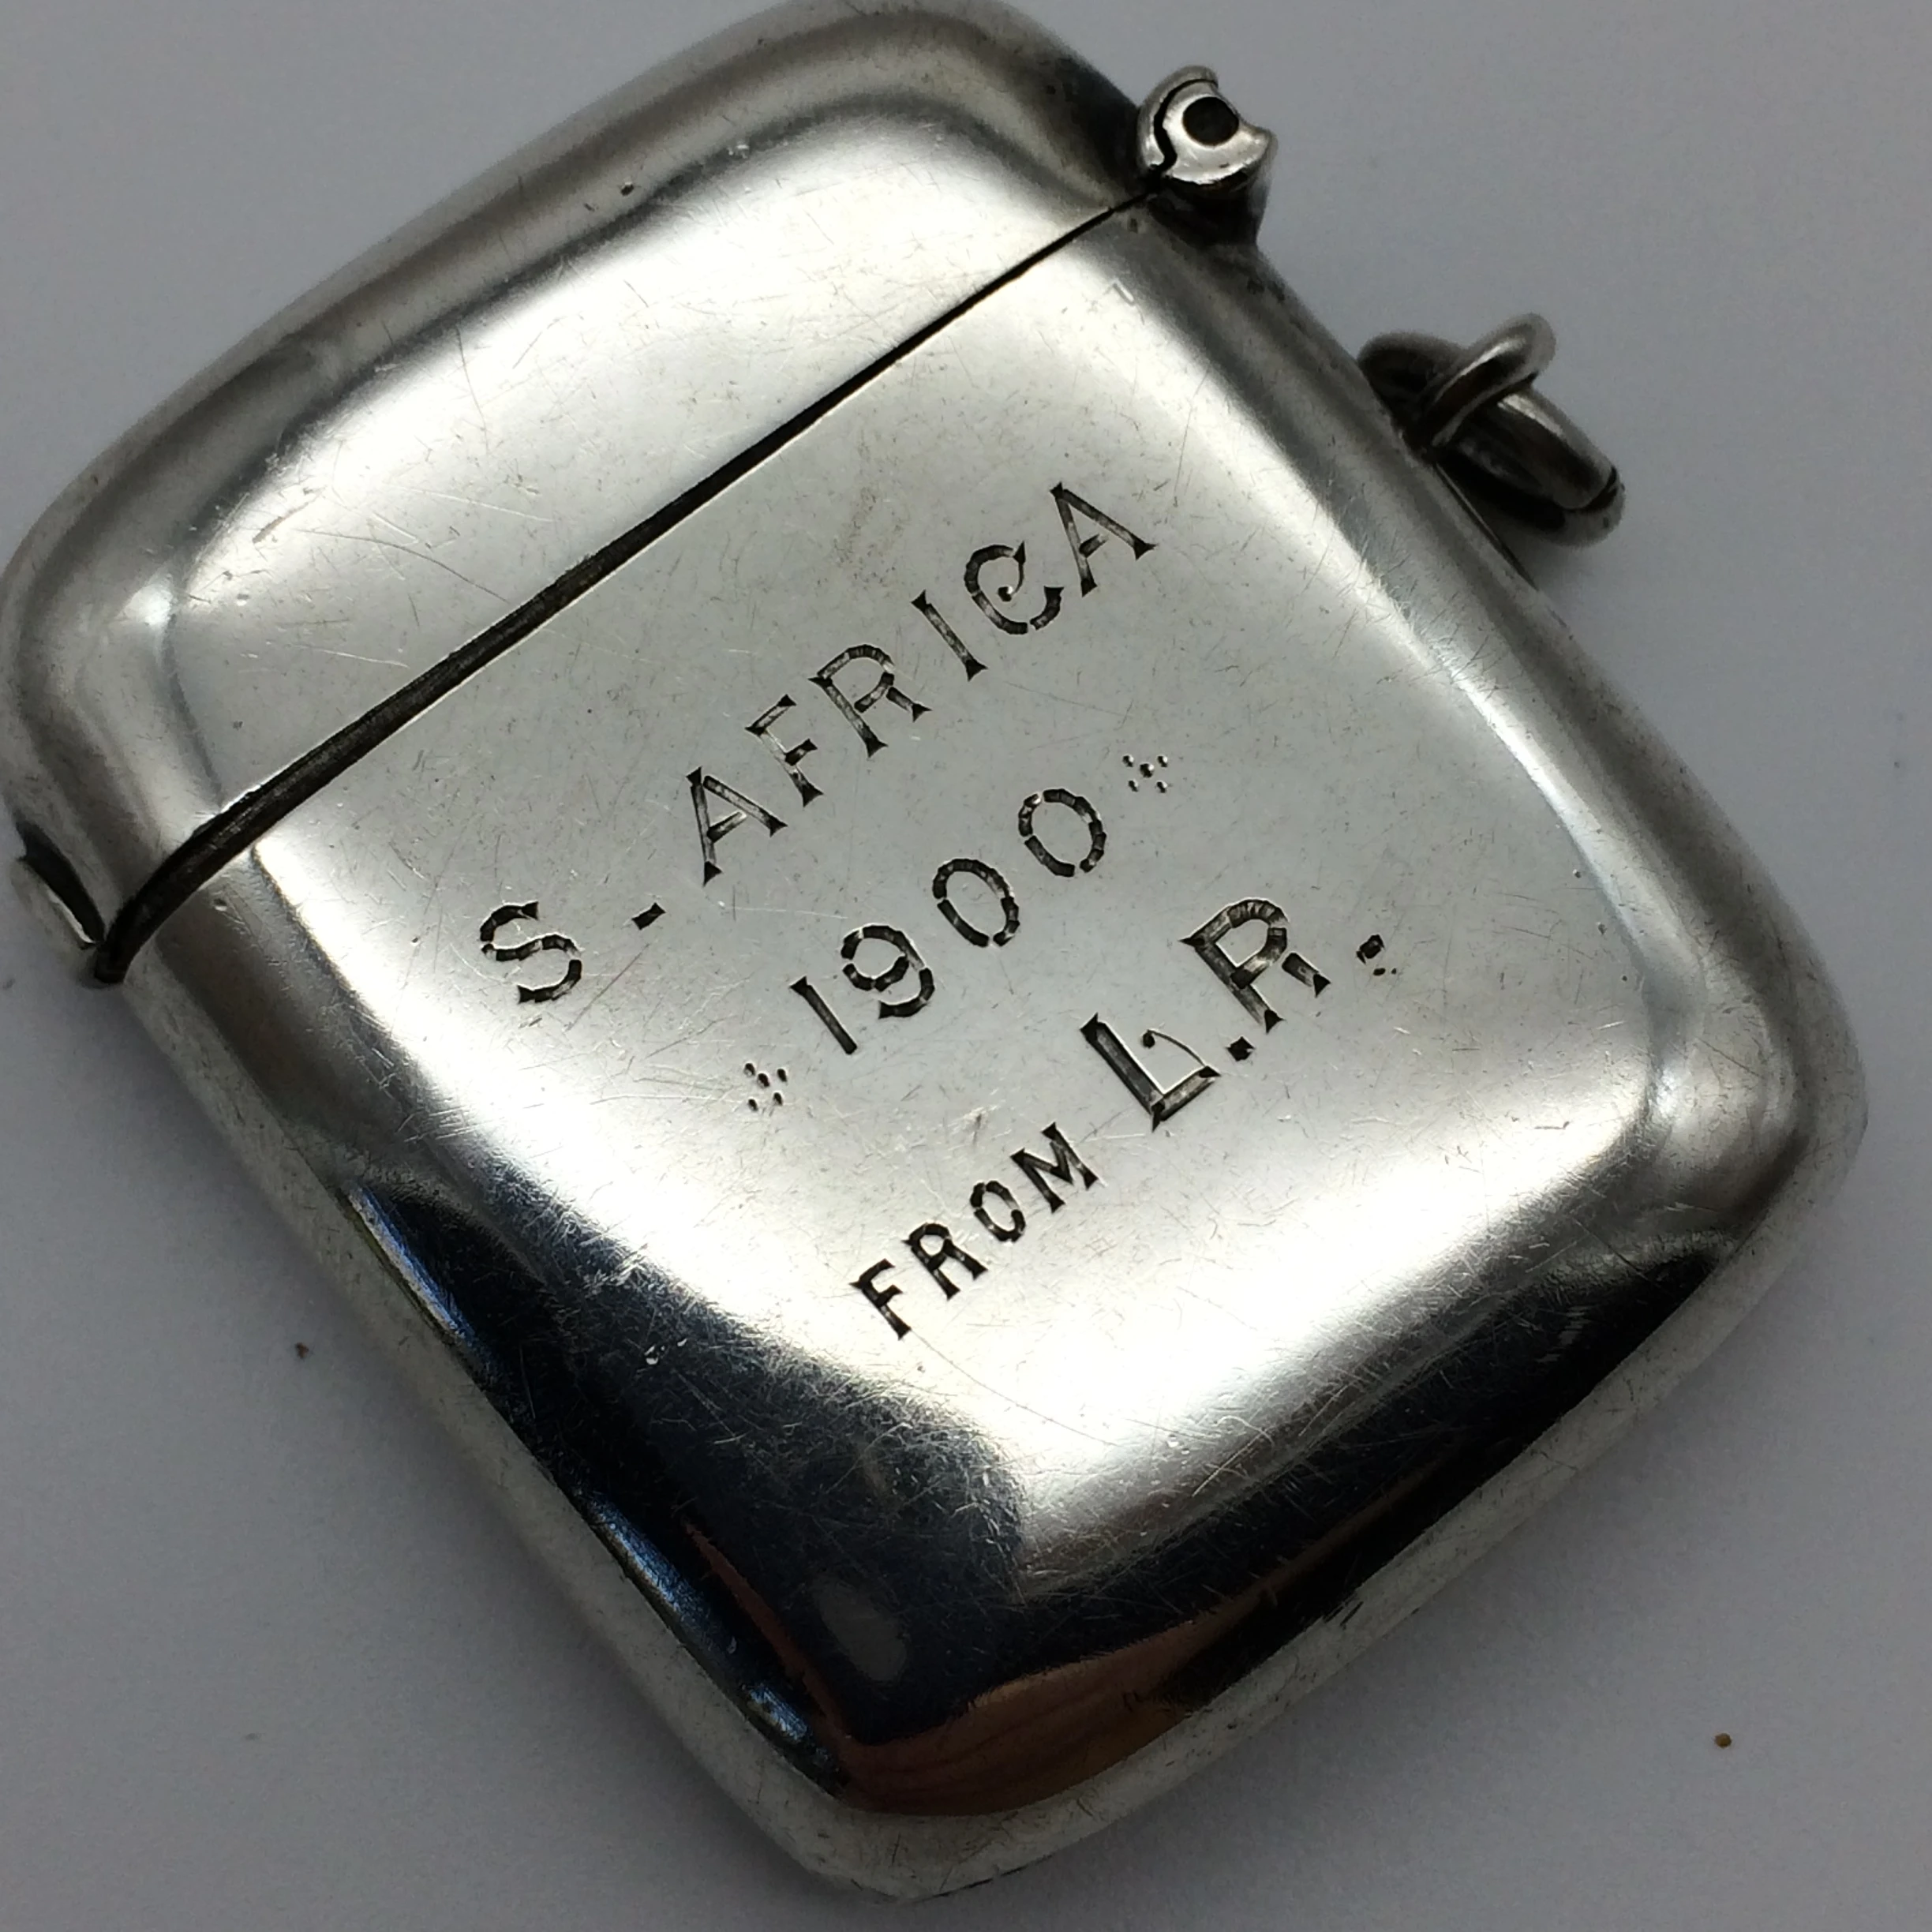 S-AFRICA
1900
FROM L.R.